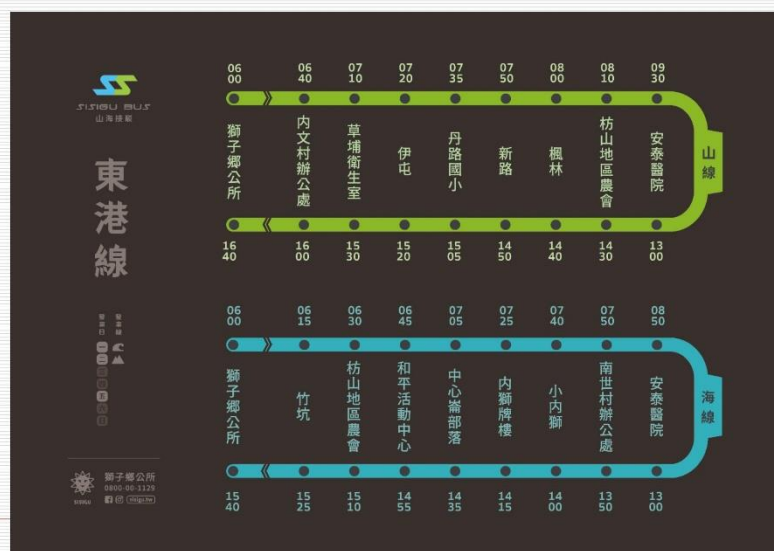 SISIGU BUS
山海接駁
東港線
06 00
06 40
07 10
07 20
07 35
07 50
08 00
08 10
09 30
獅子鄉公所
内文村辦公處
草埔衛生室
伊屯
丹路國小
新路
楓林
枋山地區農會
安泰醫院
山線
16 40
16 00
15 30
15 20
15 05
14 50
14 40
14 30
13 00
06 00
06 15
06 30
06 45
07 05
07 25
07 40
07 50
08 50
獅子鄉公所
竹坑
枋山地區農會
和平活動中心
中心崙部落
内獅牌樓
小内獅
南世村辦公處
安泰醫院
海線
15 40
15 25
15 10
14 55
14 35
14 15
14 00
13 50
13 00
一
二
五
獅子鄉公所
0800-00-1129